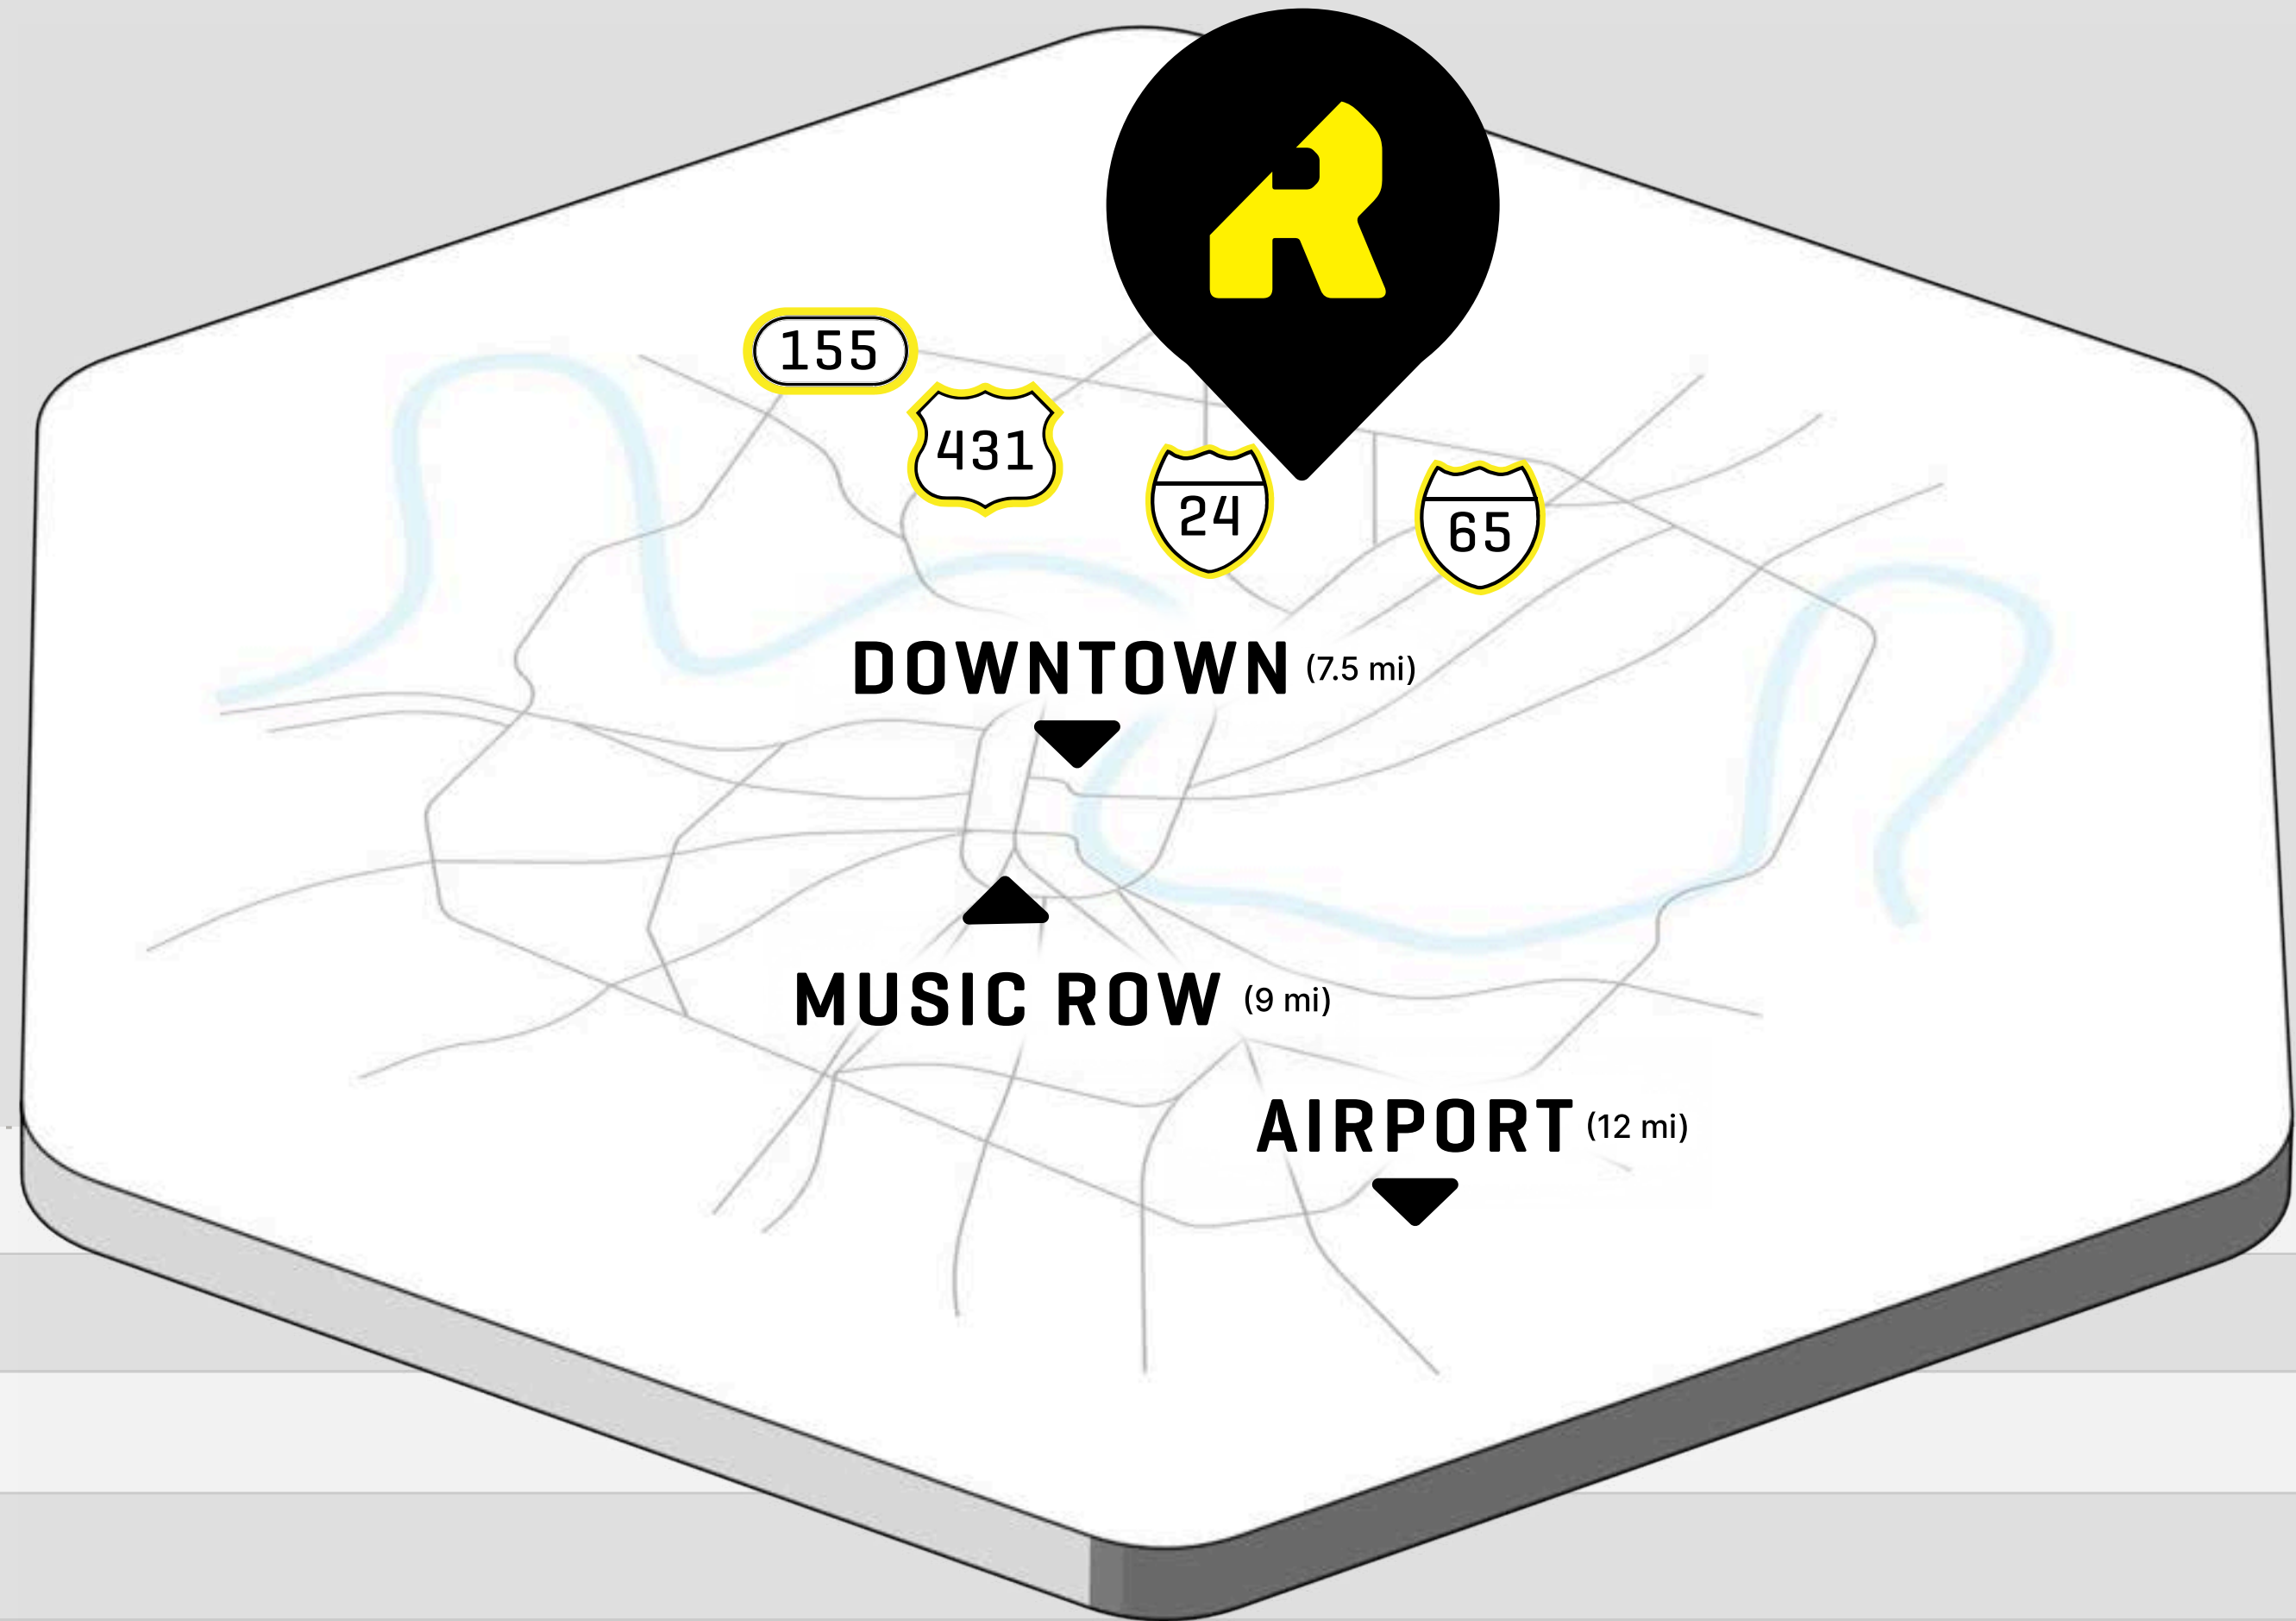 R
155
431
24
65
DOWNTOWN (7.5 mi)
MUSIC ROW (9 mi)
AIRPORT (12 mi)